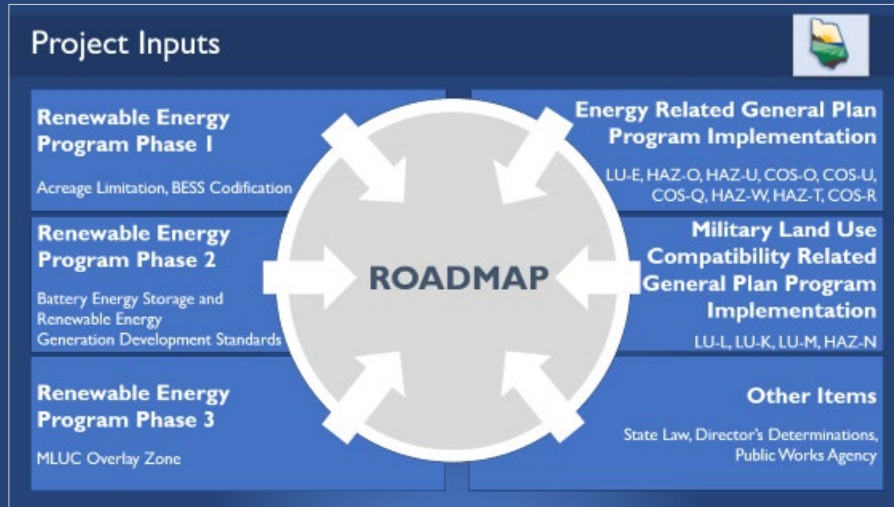 Project Inputs
Renewable Energy
Program Phase 1
Acreage Limitation, BESS Codification
Renewable Energy
Program Phase 2
Battery Energy Storage and
Renewable Energy
Generation Development Standards
Renewable Energy
Program Phase 3
MLUC Overlay Zone
ROADMAP
Energy Related General Plan
Program Implementation
LU-E, HAZ-O, HAZ-U, COS-O, COS-U,
COS-Q, HAZ-W, HAZ-T, COS-R
Military Land Use
Compatibility Related
General Plan Program
Implementation
LU-L, LU-K, LU-M, HAZ-N
Other Items
State Law, Director's Determinations,
Public Works Agency